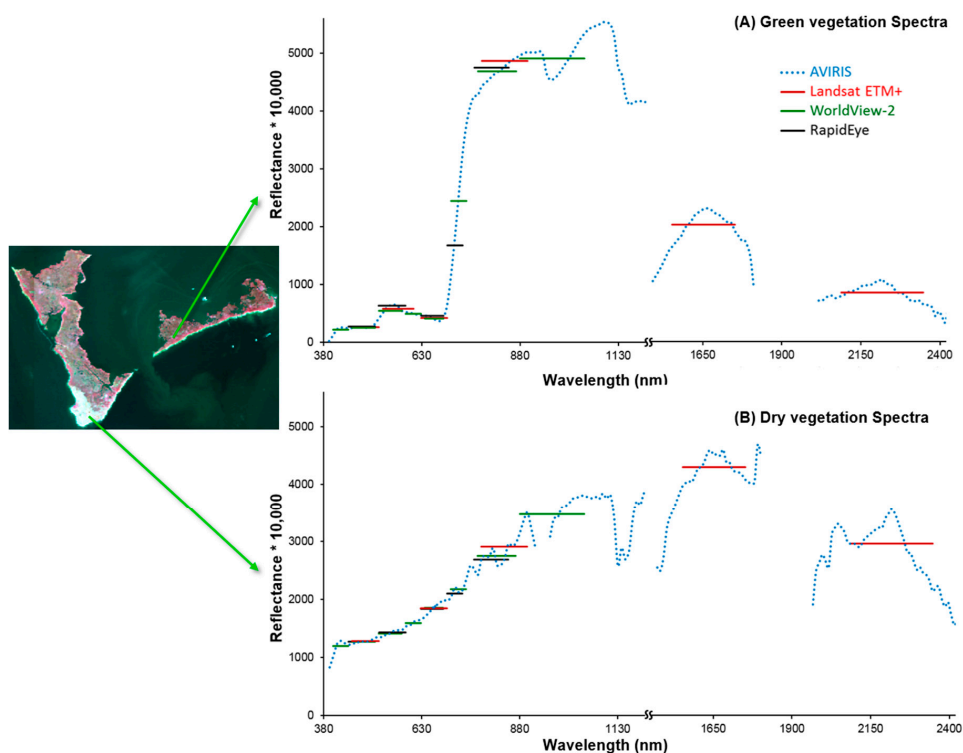 (A) Green vegetation Spectra
AVIRIS
Landsat ETM+
WorldView-2
RapidEye
Reflectance * 10,000
5000
4000
3000
2000
1000
0
380 630 880 1130 1650 1900 2150 2400
Wavelength (nm)
(B) Dry vegetation Spectra
Reflectance * 10,000
5000
4000
3000
2000
1000
0
380 630 880 1130 1650 1900 2150 2400
Wavelength (nm)